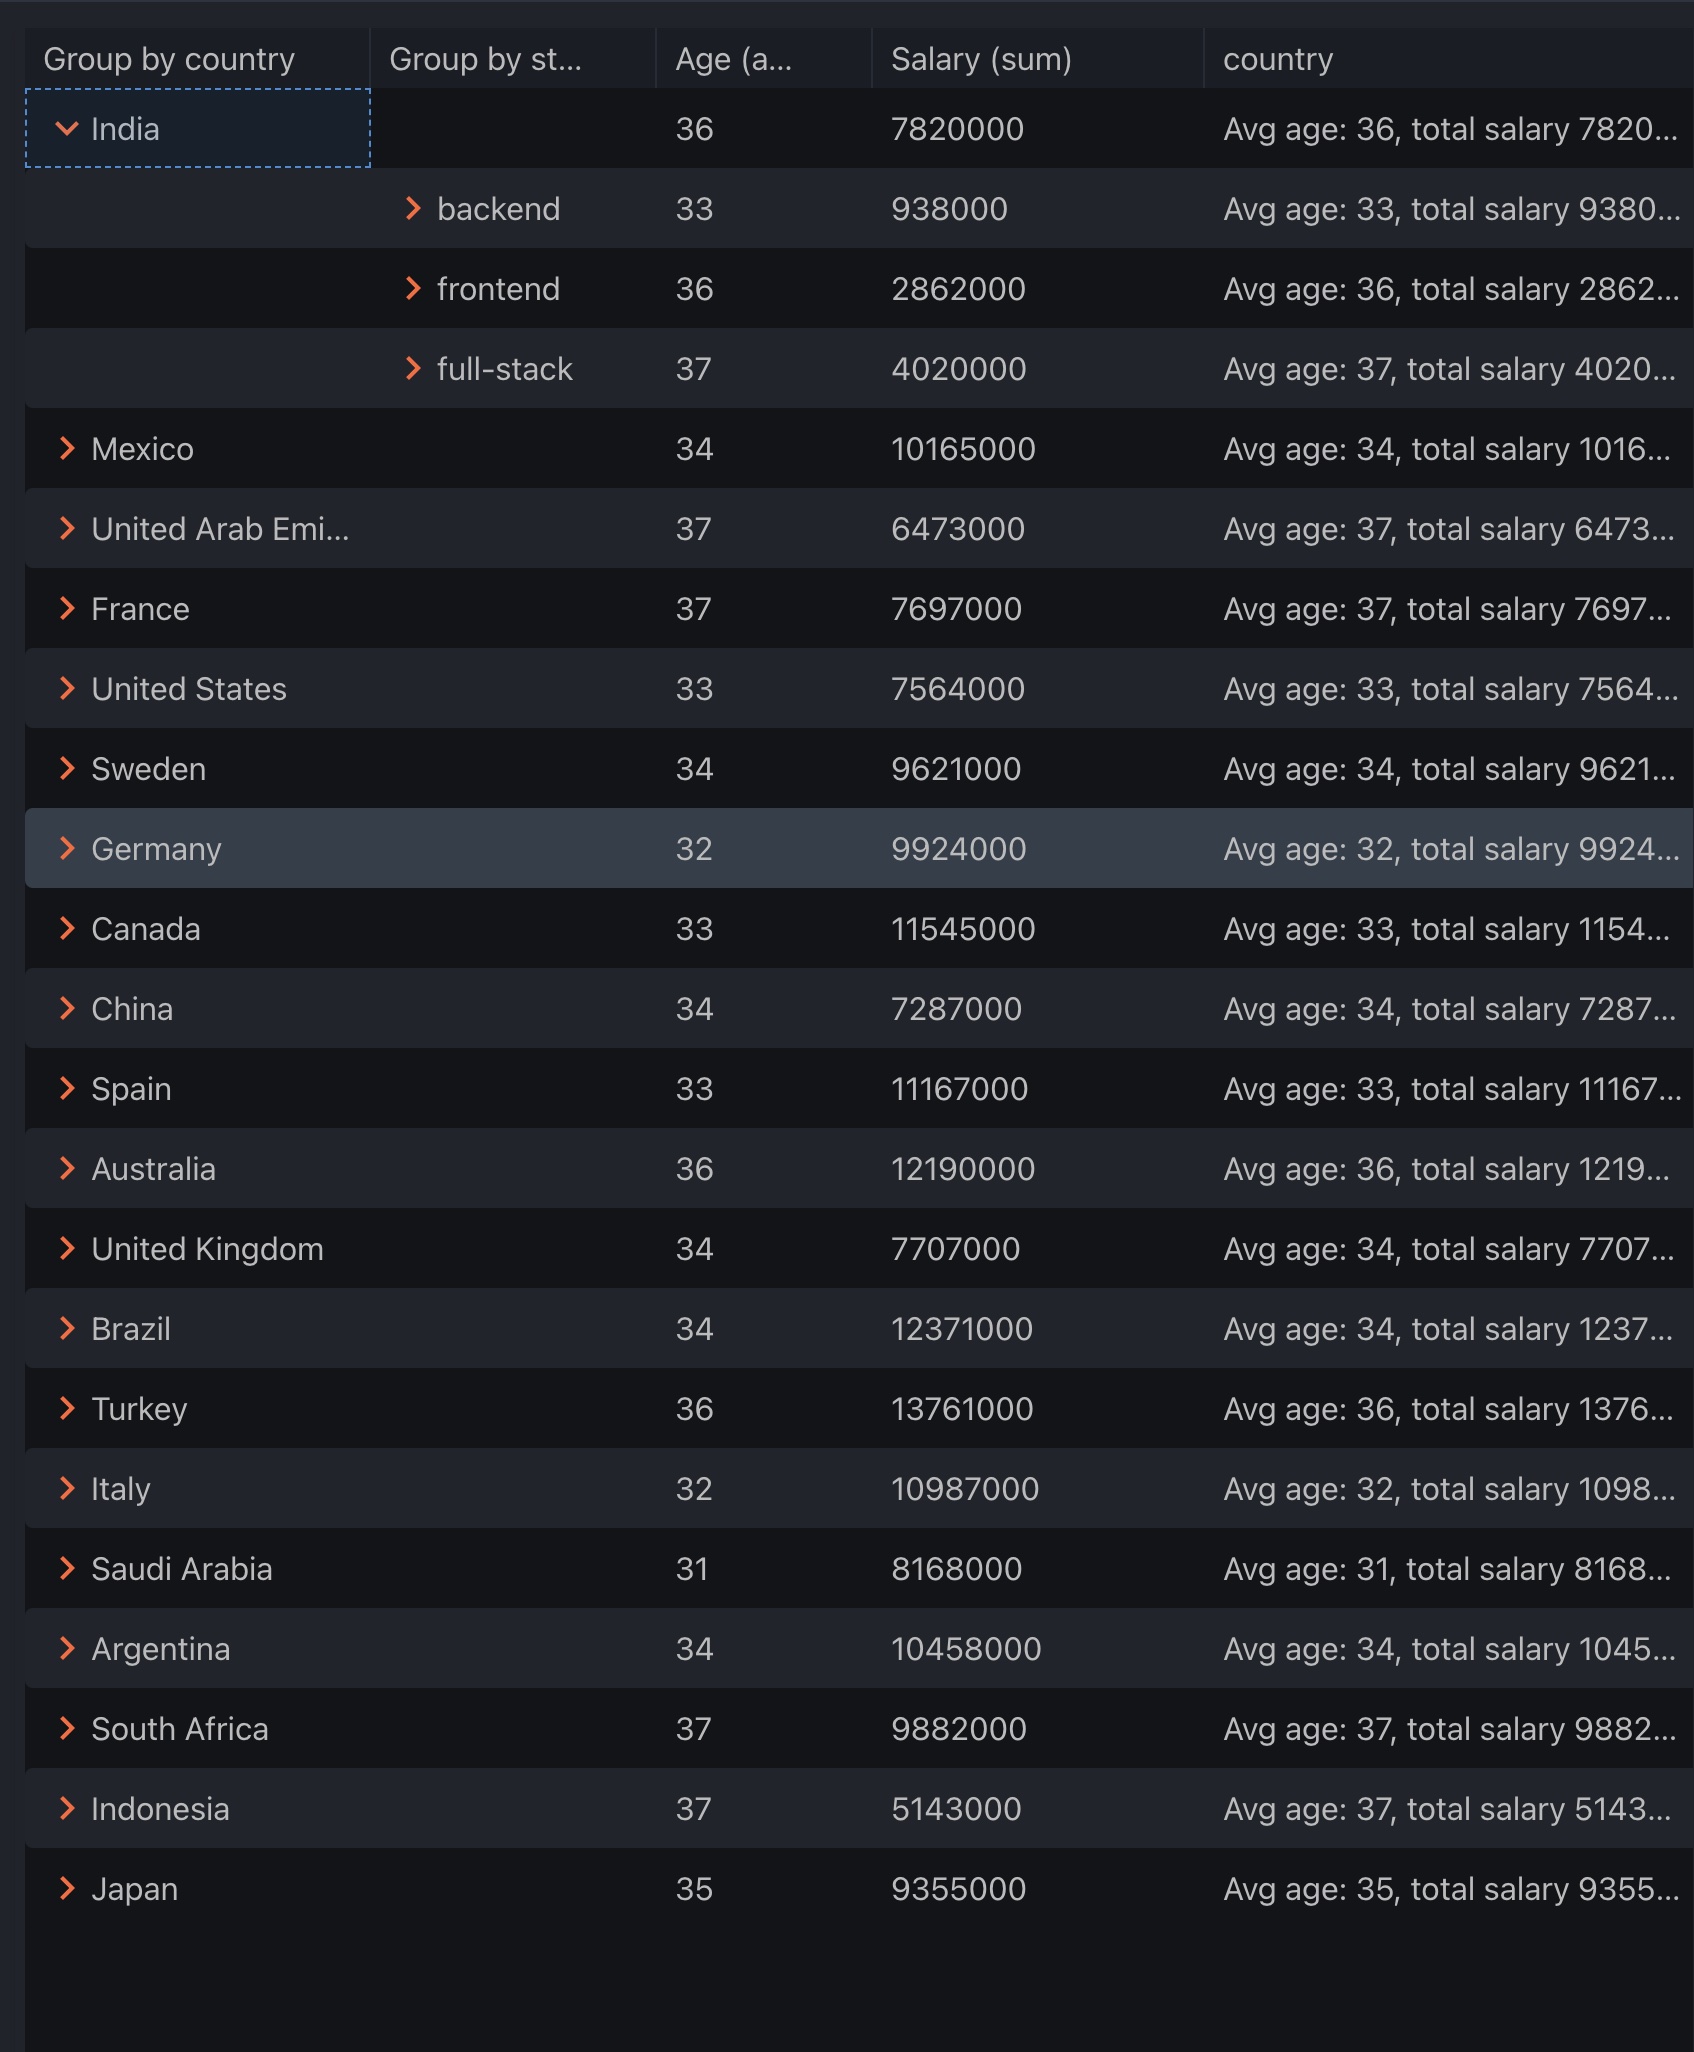 Group by country Group by st... Age (a... Salary (sum) country
India 36 7820000 Avg age: 36, total salary 7820...
backend 33 938000 Avg age: 33, total salary 9380...
frontend 36 2862000 Avg age: 36, total salary 2862...
full-stack 37 4020000 Avg age: 37, total salary 4020...
Mexico 34 10165000 Avg age: 34, total salary 1016...
United Arab Emi... 37 6473000 Avg age: 37, total salary 6473...
France 37 7697000 Avg age: 37, total salary 7697...
United States 33 7564000 Avg age: 33, total salary 7564...
Sweden 34 9621000 Avg age: 34, total salary 9621...
Germany 32 9924000 Avg age: 32, total salary 9924...
Canada 33 11545000 Avg age: 33, total salary 1154...
China 34 7287000 Avg age: 34, total salary 7287...
Spain 33 11167000 Avg age: 33, total salary 11167...
Australia 36 12190000 Avg age: 36, total salary 1219...
United Kingdom 34 7707000 Avg age: 34, total salary 7707...
Brazil 34 12371000 Avg age: 34, total salary 1237...
Turkey 36 13761000 Avg age: 36, total salary 1376...
Italy 32 10987000 Avg age: 32, total salary 1098...
Saudi Arabia 31 8168000 Avg age: 31, total salary 8168...
Argentina 34 10458000 Avg age: 34, total salary 1045...
South Africa 37 9882000 Avg age: 37, total salary 9882...
Indonesia 37 5143000 Avg age: 37, total salary 5143...
Japan 35 9355000 Avg age: 35, total salary 9355...